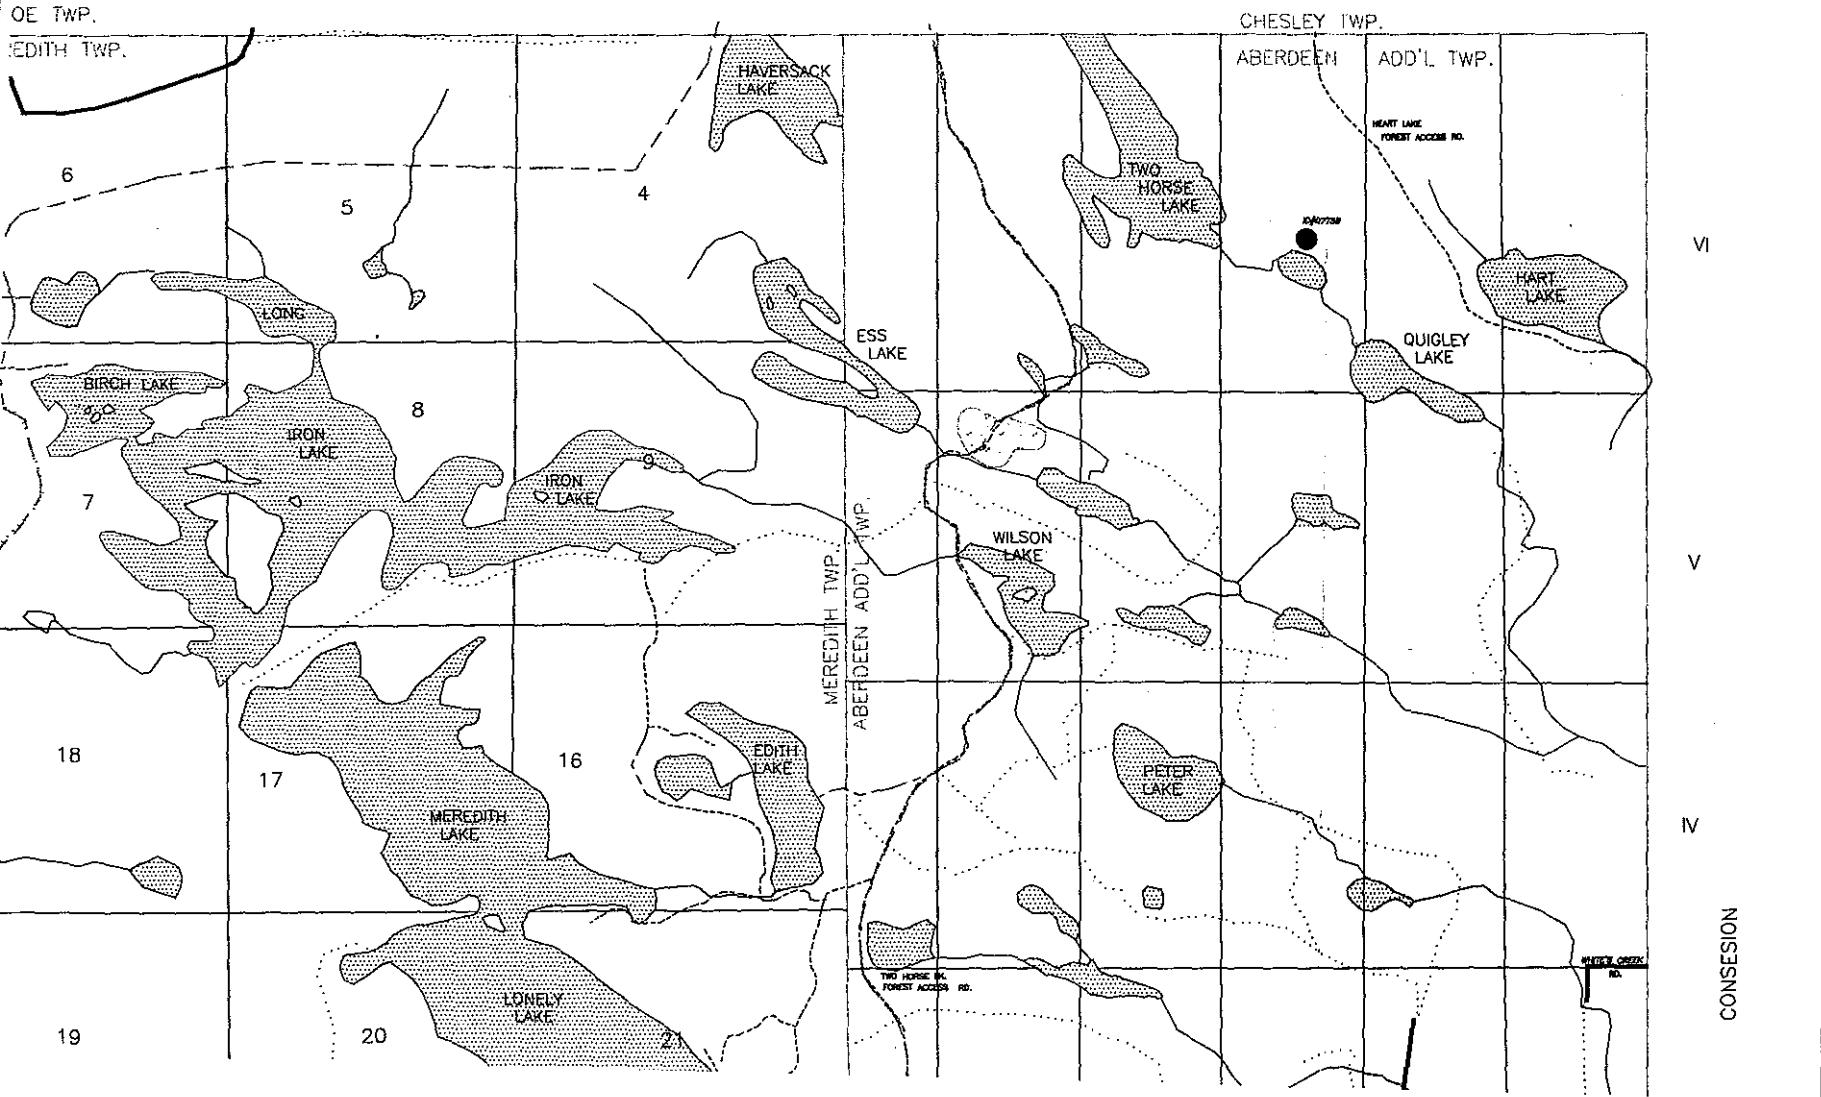 OE TWP.
EDITH TWP.
CHESLEY TWP.
ABERDEEN ADD'L TWP.
HAVERSACK
LAKE
HEART LAKE
FOREST ACCESS RD.
6
5
4
TWO
HORSE
LAKE
VI
HART
LAKE
LONG
ESS
LAKE
QUIGLEY
LAKE
BIRCH LAKE
8
IRON
LAKE
9
IRON
LAKE
7
WILSON
LAKE
V
MEREDITH TWP.
ABERDEEN ADD'L TWP
18
17
16
EDITH
LAKE
PETER
LAKE
MEREDITH
LAKE
IV
CONSESION
WHITE'S CREEK
RD.
TWO HORSE BK.
FOREST ACCESS RD.
LONELY
LAKE
19
20
21